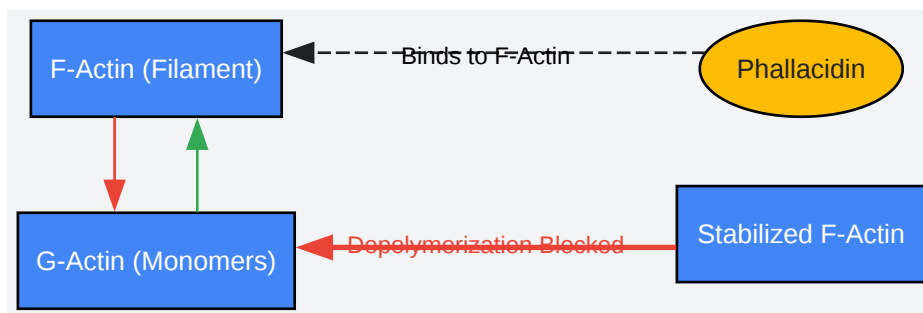 F-Actin (Filament)
Binds to F-Actin
Phallacidin
G-Actin (Monomers)
Depolymerization Blocked
Stabilized F-Actin